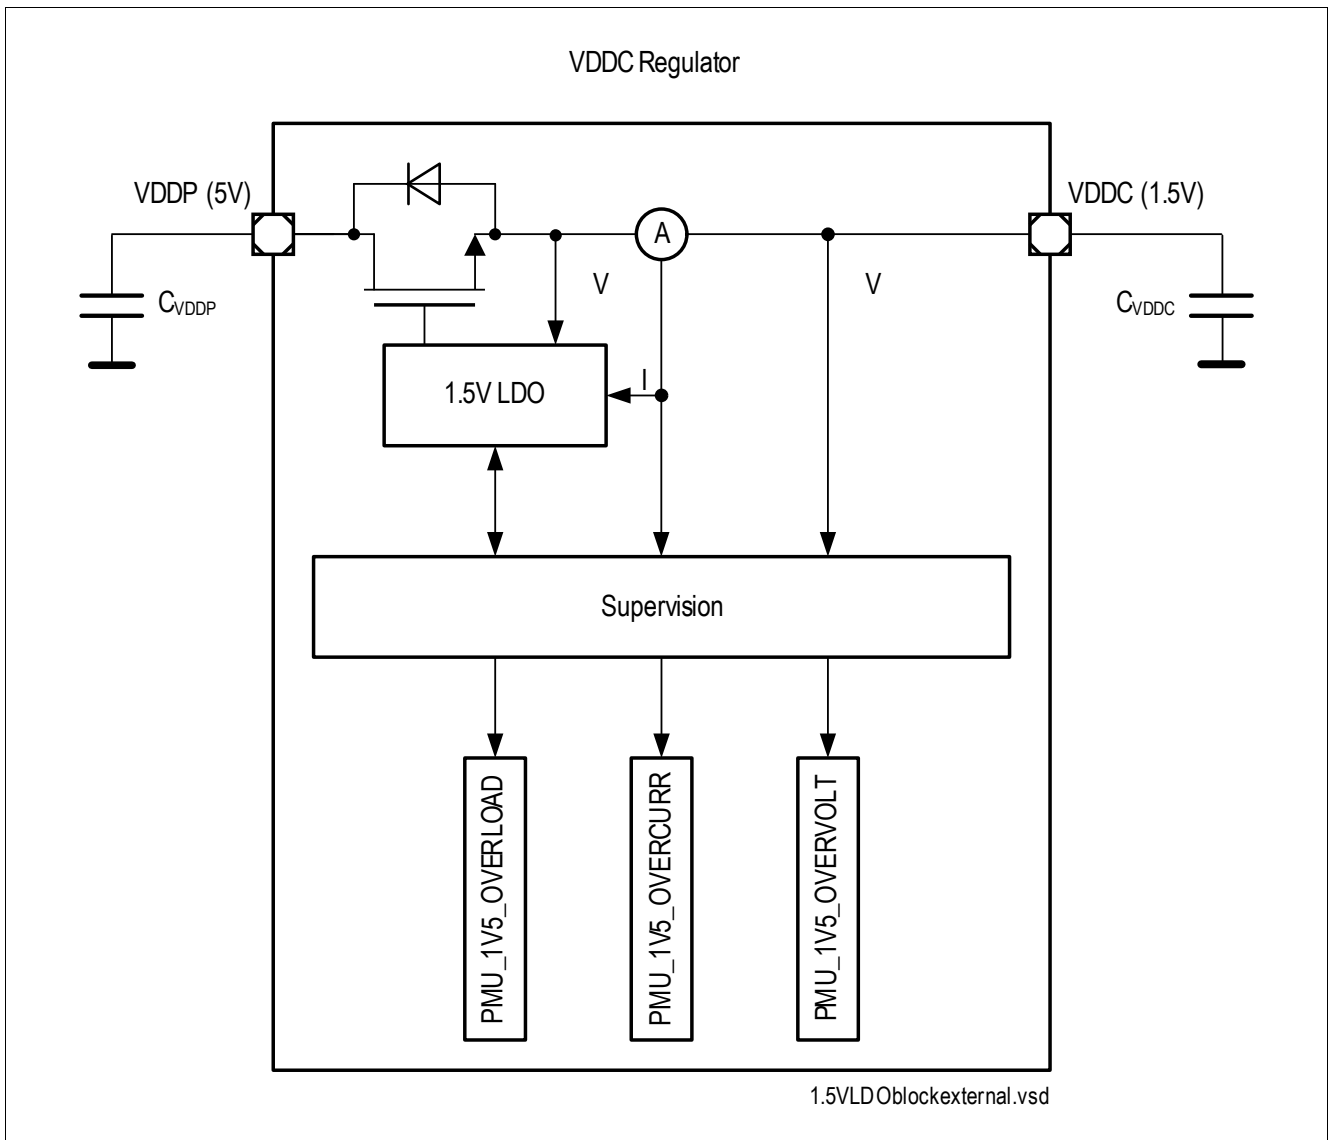 VDDC Regulator
VDDP (5V)
VDDC (1.5V)
A
CVDDP
V
V
CVDDC
I
1.5V LDO
Supervision
PMU_1V5_OVERLOAD
PMU_1V5_OVERCURR
PMU_1V5_OVERVOLT
1.5VLDOblockexternal.vsd